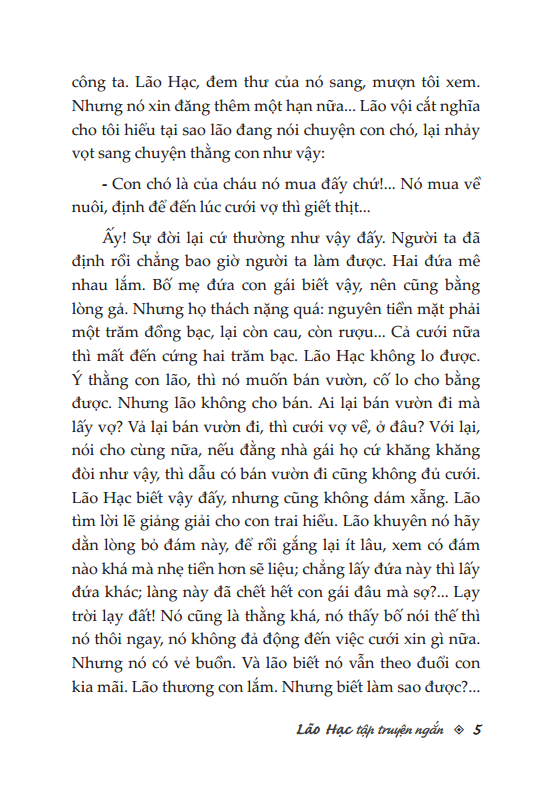 công ta. Lão Hạc, đem thư của nó sang, mượn tôi xem.
Nhưng nó xin đăng thêm một hạn nữa... Lão vội cắt nghĩa
cho tôi hiểu tại sao lão đang nói chuyện con chó, lại nhảy
vọt sang chuyện thằng con như vậy:
- Con chó là của cháu nó mua đấy chứ!... Nó mua về
nuôi, định để đến lúc cưới vợ thì giết thịt...
Ấy! Sự đời lại cứ thường như vậy đấy. Người ta đã
định rồi chẳng bao giờ người ta làm được. Hai đứa mê
nhau lắm. Bố mẹ đứa con gái biết vậy, nên cũng bằng
lòng gả. Nhưng họ thách nặng quá: nguyên tiền mặt phải
một trăm đồng bạc, lại còn cau, còn rượu... Cả cưới nữa
thì mất đến cứng hai trăm bạc. Lão Hạc không lo được.
Ý thằng con lão, thì nó muốn bán vườn, cố lo cho bằng
được. Nhưng lão không cho bán. Ai lại bán vườn đi mà
lấy vợ? Vả lại bán vườn đi, thì cưới vợ về, ở đâu? Với lại,
nói cho cùng nữa, nếu đằng nhà gái họ cứ khăng khăng
đòi như vậy, thì dẫu có bán vườn đi cũng không đủ cưới.
Lão Hạc biết vậy đấy, nhưng cũng không dám xẵng. Lão
tìm lời lẽ giảng giải cho con trai hiểu. Lão khuyên nó hãy
dằn lòng bỏ đám này, để rồi gắng lại ít lâu, xem có đám
nào khá mà nhẹ tiền hơn sẽ liệu; chẳng lấy đứa này thì lấy
đứa khác; làng này đã chết hết con gái đâu mà sợ?... Lạy
trời lạy đất! Nó cũng là thằng khá, nó thấy bố nói thế thì
nó thôi ngay, nó không đả động đến việc cưới xin gì nữa.
Nhưng nó có vẻ buồn. Và lão biết nó vẫn theo đuổi con
kia mãi. Lão thương con lắm. Nhưng biết làm sao được?...
Lão Hạc tập truyện ngắn ◈ 5